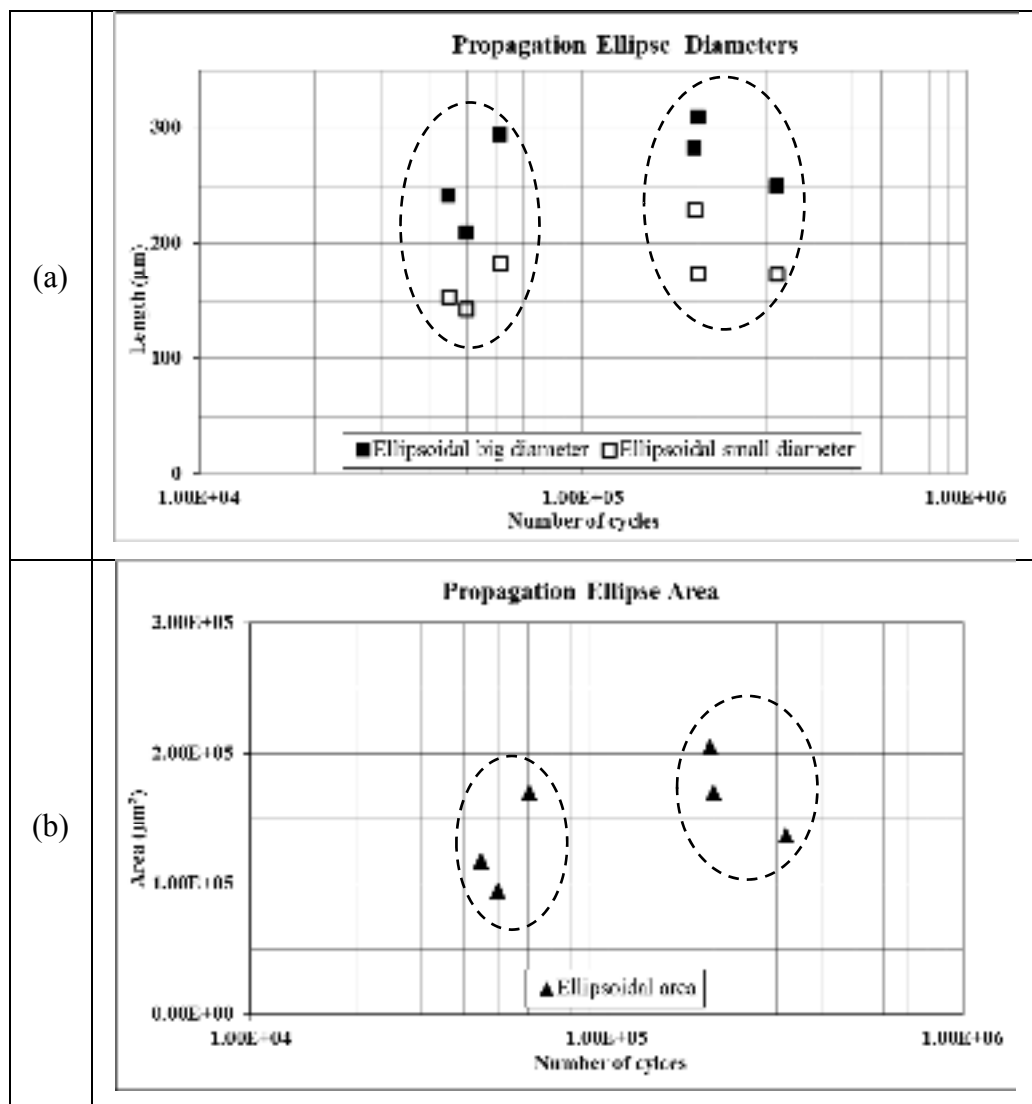 (a)
Propagation Ellipse Diameters
300
200
100
0
Length (µm)
■Ellipsoidal big diameter □Ellipsoidal small diameter
1.00E+04 1.00E+05 1.00E+06
Number of cycles
(b)
Propagation Ellipse Area
3.00E+05
2.00E+05
1.00E+05
0.00E+00
Area (µm²)
▲Ellipsoidal area
1.00E+04 1.00E+05 1.00E+06
Number of cylces